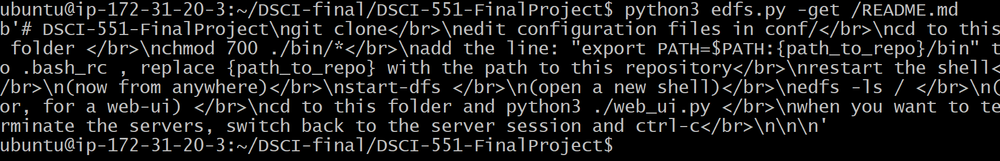 ubuntu@ip-172-31-20-3:~/DSCI-final/DSCI-551-FinalProject$ python3 edfs.py -get /README.md
b'# DSCI-551-FinalProject\ngit clone</br>\nedit configuration files in conf/</br>\ncd to this
 folder </br>\nchmod 700 ./bin/*</br>\nadd the line: "export PATH=$PATH:{path_to_repo}/bin" t
o .bash_rc , replace {path_to_repo} with the path to this repository</br>\nrestart the shell<
/br>\n(now from anywhere)</br>\nstart-dfs </br>\n(open a new shell)</br>\nedfs -ls / </br>\n(
or, for a web-ui) </br>\ncd to this folder and python3 ./web_ui.py </br>\nwhen you want to te
rminate the servers, switch back to the server session and ctrl-c</br>\n\n\n'
ubuntu@ip-172-31-20-3:~/DSCI-final/DSCI-551-FinalProject$